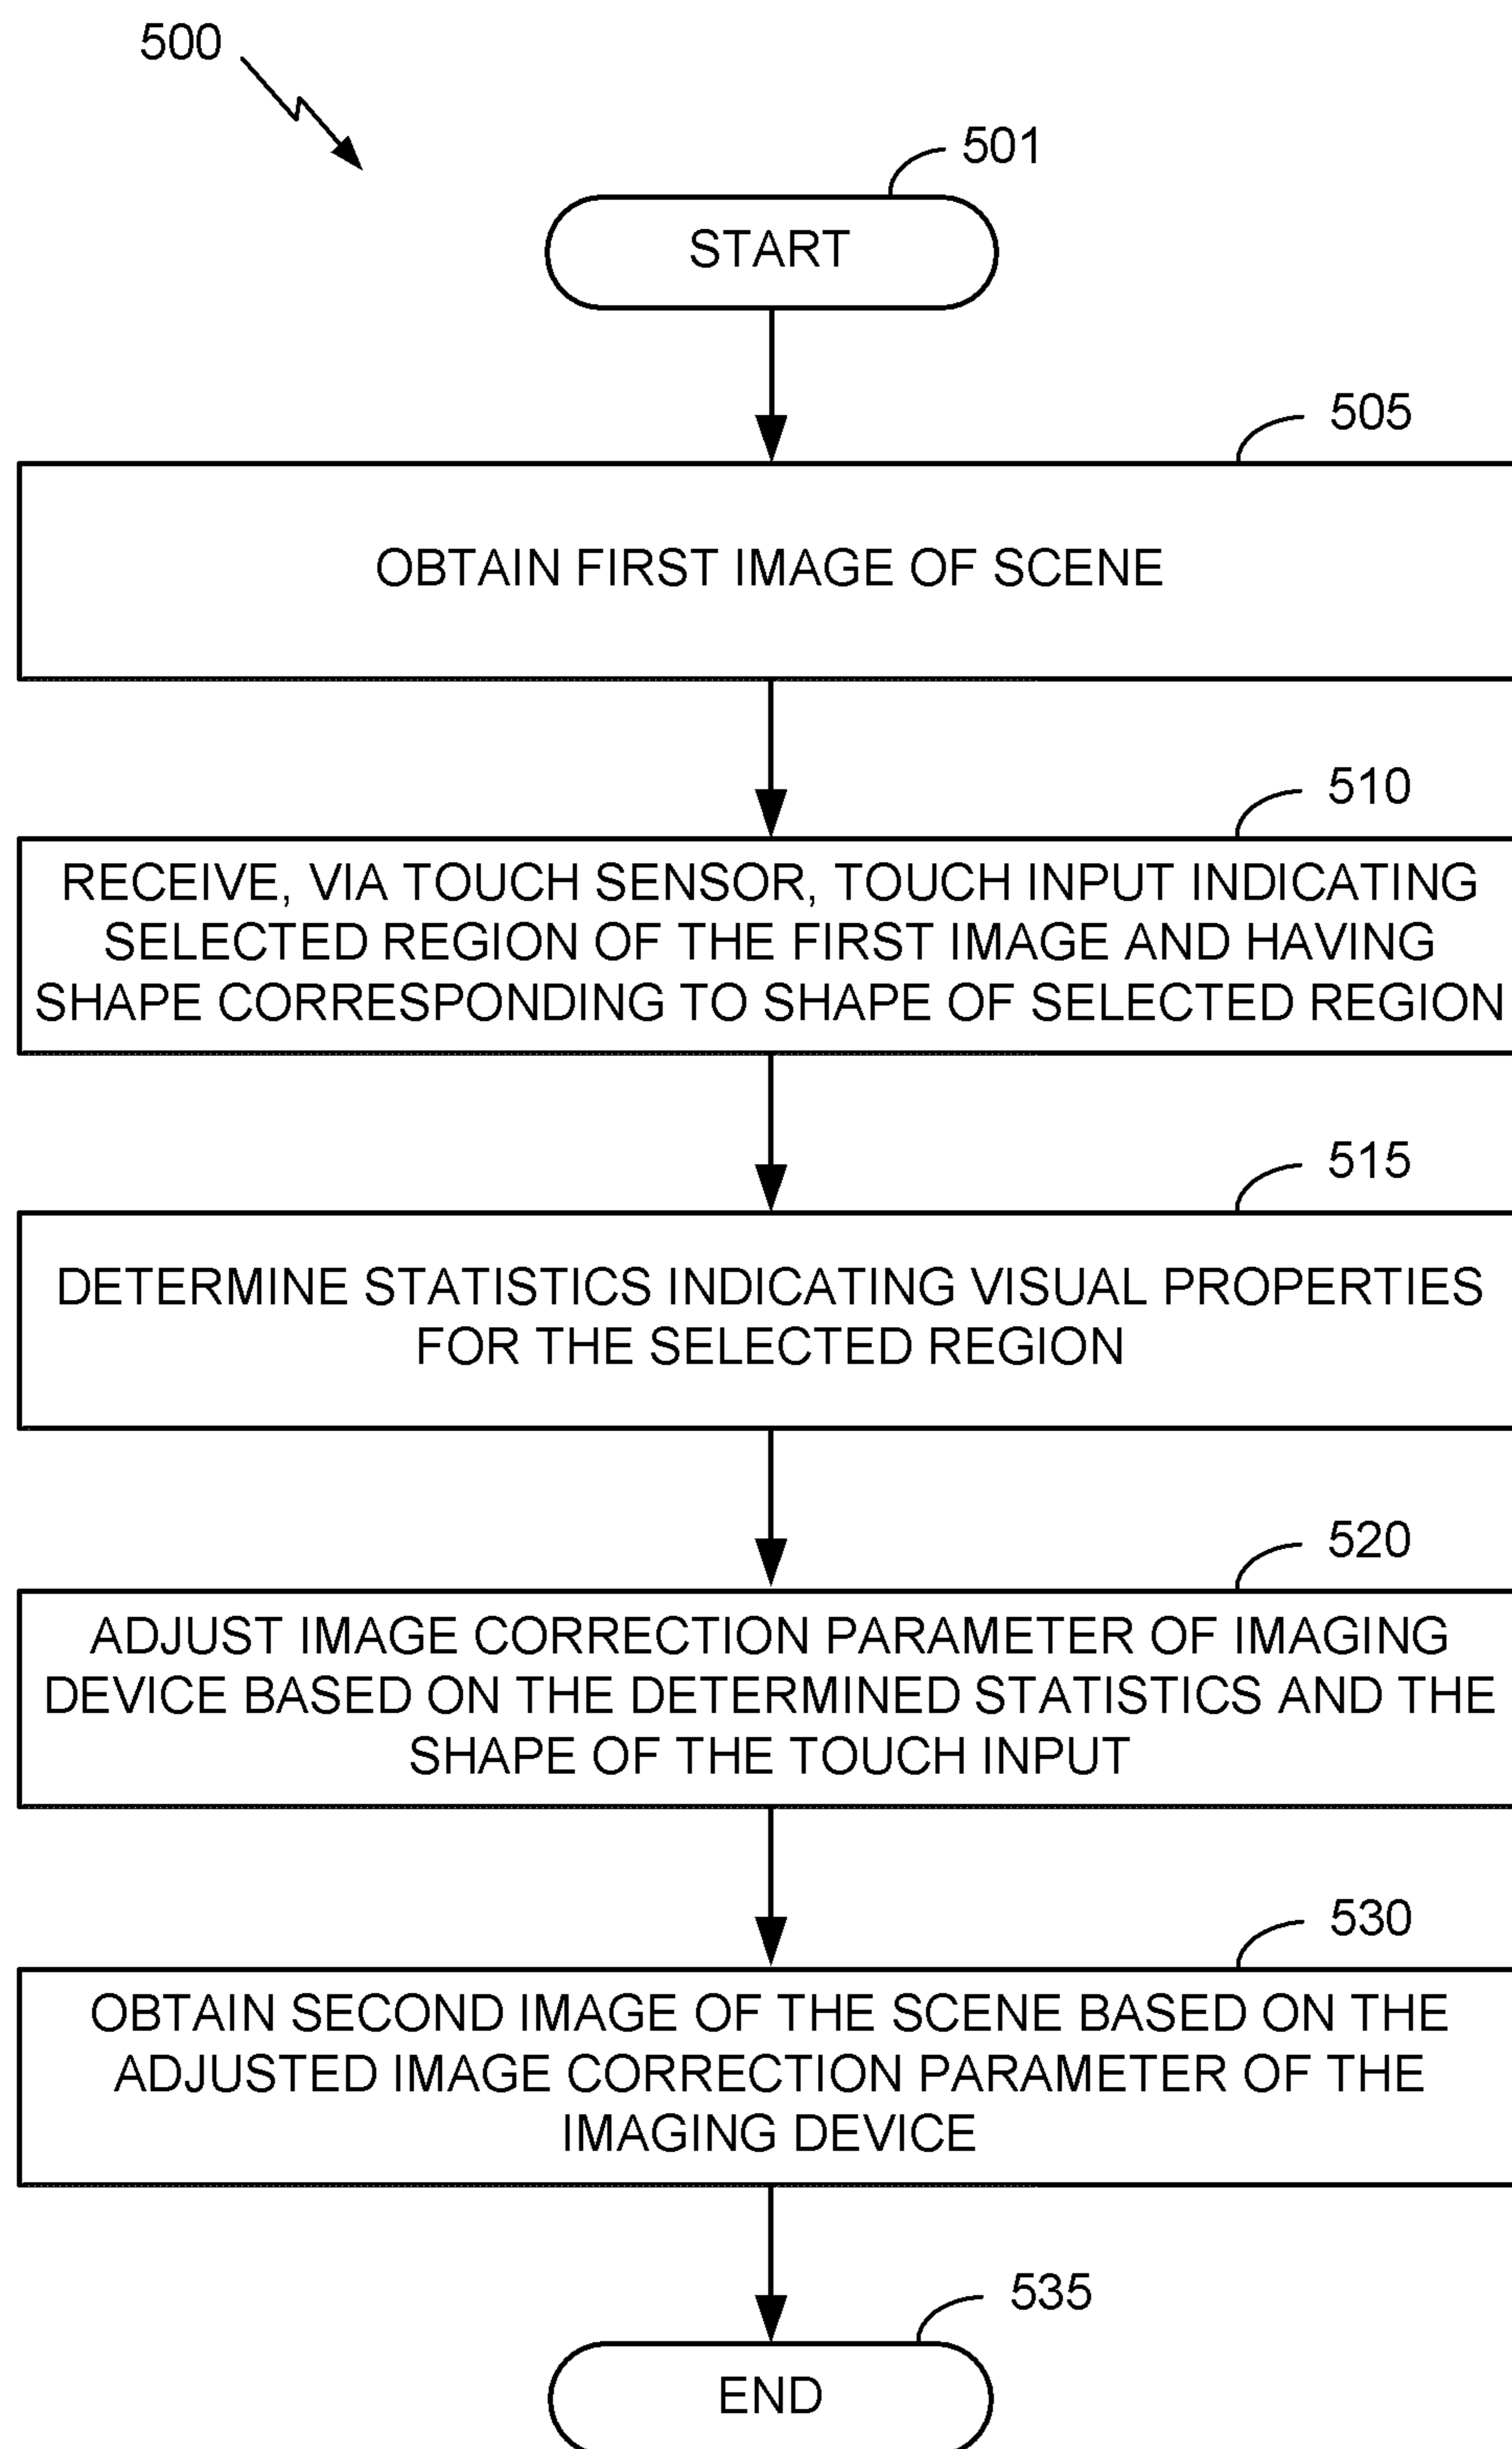 500
501
START
505
OBTAIN FIRST IMAGE OF SCENE
510
RECEIVE, VIA TOUCH SENSOR, TOUCH INPUT INDICATING
SELECTED REGION OF THE FIRST IMAGE AND HAVING
SHAPE CORRESPONDING TO SHAPE OF SELECTED REGION
515
DETERMINE STATISTICS INDICATING VISUAL PROPERTIES
FOR THE SELECTED REGION
520
ADJUST IMAGE CORRECTION PARAMETER OF IMAGING
DEVICE BASED ON THE DETERMINED STATISTICS AND THE
SHAPE OF THE TOUCH INPUT
530
OBTAIN SECOND IMAGE OF THE SCENE BASED ON THE
ADJUSTED IMAGE CORRECTION PARAMETER OF THE
IMAGING DEVICE
535
END